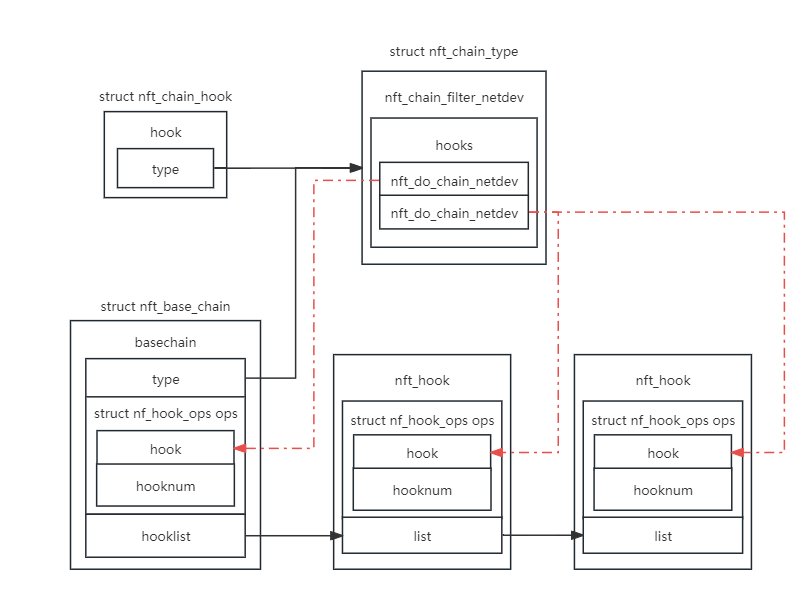 struct nft_chain_type
struct nft_chain_hook
nft_chain_filter_netdev
hook
hooks
type
nft_do_chain_netdev
nft_do_chain_netdev
struct nft_base_chain
basechain
type
struct nf_hook_ops ops
hook
hooknum
hooklist
nft_hook
struct nf_hook_ops ops
hook
hooknum
list
nft_hook
struct nf_hook_ops ops
hook
hooknum
list